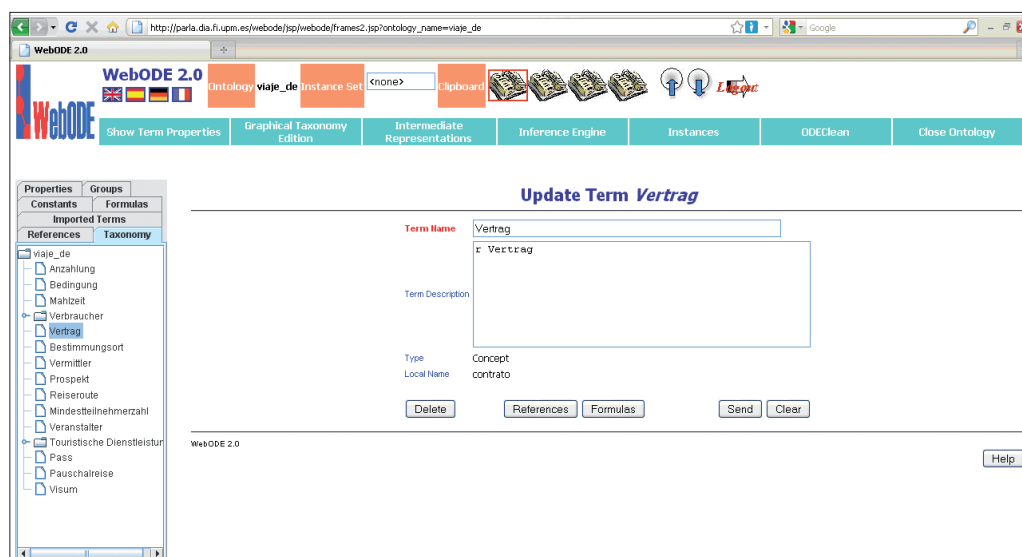 http://parla.dia.fi.upm.es/webode/jsp/webode/frames2.jsp?ontology_name=viaje_de
Google
WebODE 2.0
WebODE 2.0
Ontology viaje_de Instance Set <none> Clipboard Logout
WebODE
Show Term Properties
Graphical Taxonomy Edition
Intermediate Representations
Inference Engine
Instances
ODEClean
Close Ontology
Properties Groups
Constants Formulas
Imported Terms
References Taxonomy
viaje_de
Anzahlung
Bedingung
Mahlzeit
Verbraucher
Vertrag
Bestimmungsort
Vermittler
Prospekt
Reiseroute
Mindestteilnehmerzahl
Veranstalter
Touristische Dienstleistur
Pass
Pauschalreise
Visum
Update Term Vertrag
Term Name Vertrag
Term Description r Vertrag
Type Concept
Local Name contrato
Delete References Formulas Send Clear
WebODE 2.0
Help